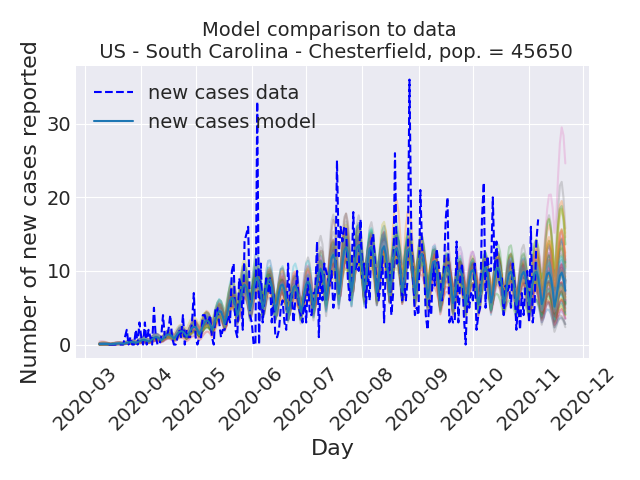 Model comparison to data
US - South Carolina - Chesterfield, pop. = 45650
Number of new cases reported
new cases data
new cases model
30
20
10
0
2020-03
2020-04
2020-05
2020-06
2020-07
2020-08
2020-09
2020-10
2020-11
2020-12
Day